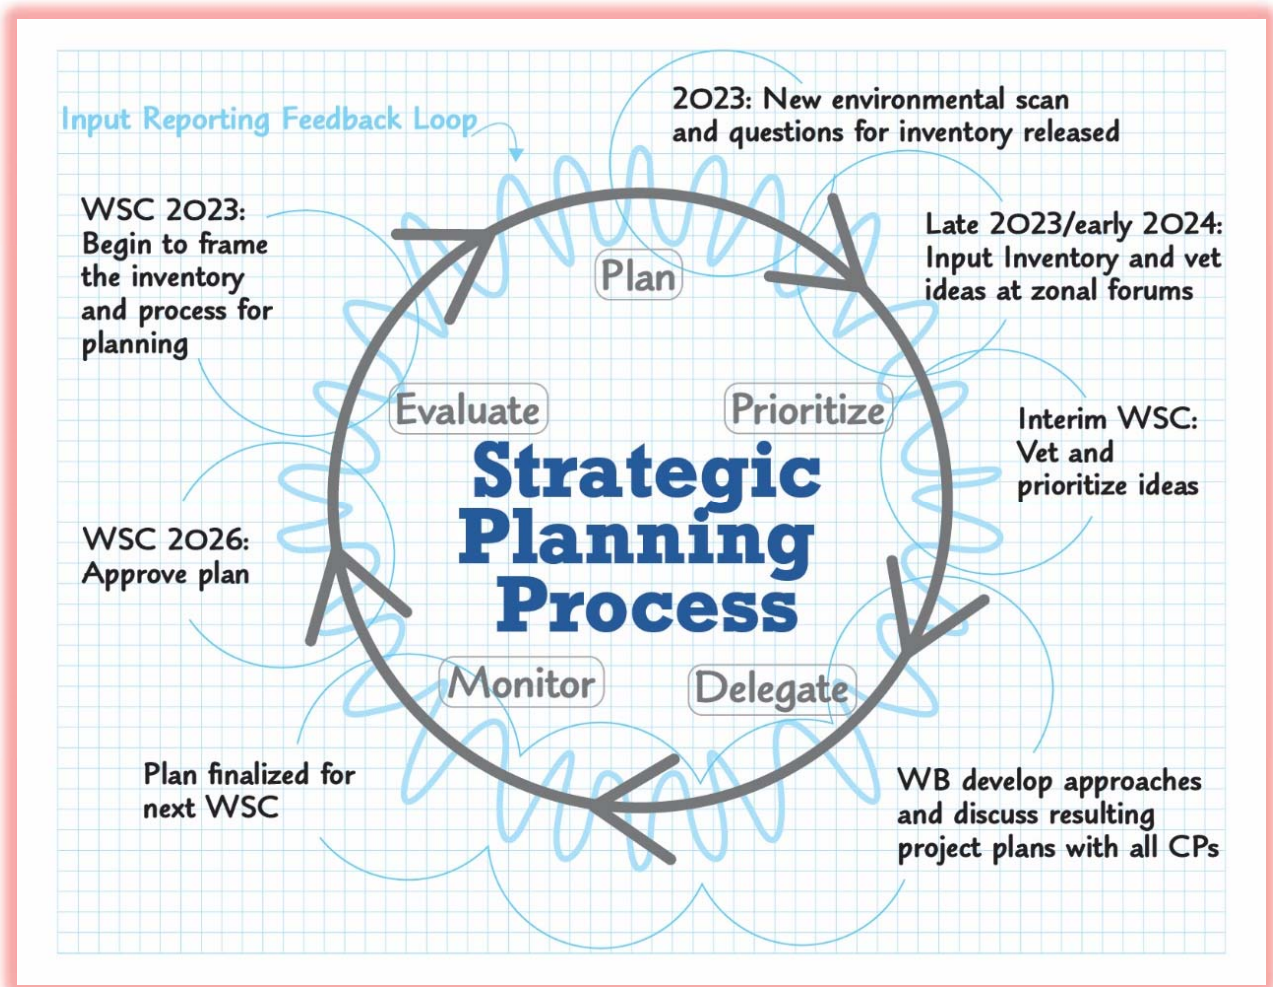 Input Reporting Feedback Loop
2023: New environmental scan
and questions for inventory released
WSC 2023:
Begin to frame
the inventory
and process for
planning
Late 2023/early 2024:
Input Inventory and vet
ideas at zonal forums
Plan
Evaluate
Prioritize
Interim WSC:
Vet and
prioritize ideas
Strategic
Planning
Process
WSC 2026:
Approve plan
Monitor
Delegate
Plan finalized for
next WSC
WB develop approaches
and discuss resulting
project plans with all CPs